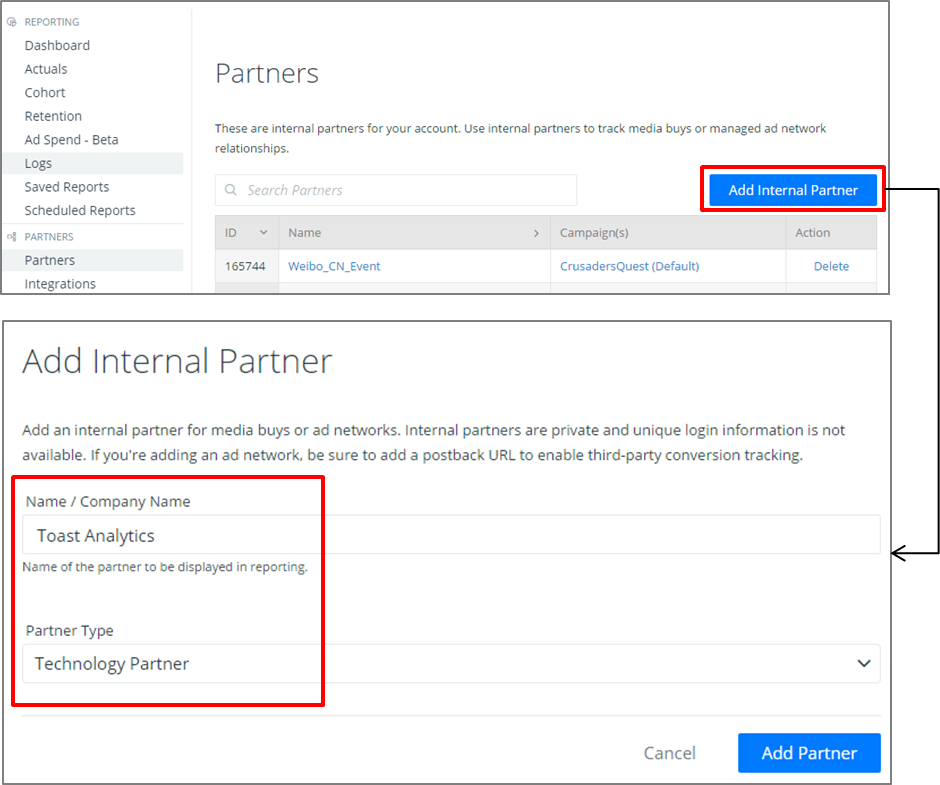 REPORTING
Dashboard
Actuals
Cohort
Retention
Ad Spend - Beta
Logs
Saved Reports
Scheduled Reports
PARTNERS
Partners
Integrations
Partners
These are internal partners for your account. Use internal partners to track media buys or managed ad network
relationships.
Search Partners
Add Internal Partner
ID Name Campaign(s) Action
165744 Weibo_CN_Event CrusadersQuest (Default) Delete
Add Internal Partner
Add an internal partner for media buys or ad networks. Internal partners are private and unique login information is not
available. If you're adding an ad network, be sure to add a postback URL to enable third-party conversion tracking.
Name / Company Name
Toast Analytics
Name of the partner to be displayed in reporting.
Partner Type
Technology Partner
Cancel
Add Partner